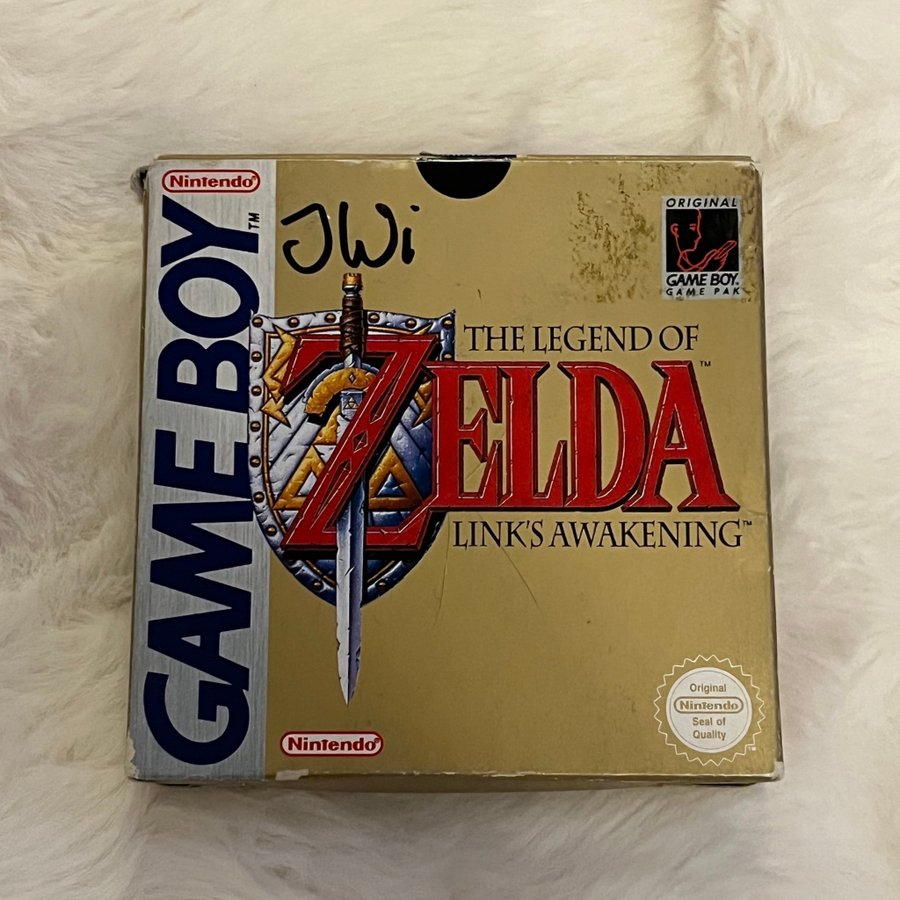 Nintendo
GAME BOY™
JWi
ORIGINAL
GAME BOY
GAME PAK
THE LEGEND OF
ZELDA™
LINK'S AWAKENING™
Nintendo
Original
Nintendo
Seal of
Quality